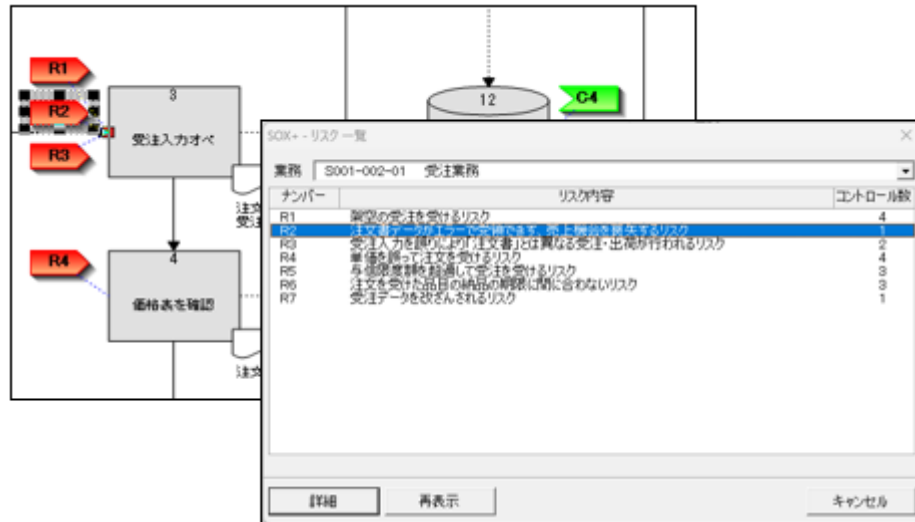 R1
R2
R3
3
受注入力オペ
注文
受注
R4
4
価格表を確認
注文
12
C4
SOX+ - リスク 一覧
業務 S001-002-01 受注業務
ナンバー リスク内容 コントロール数
R1 架空の受注を受けるリスク 4
R2 注文書データがエラーで受領できず、売上機会を損失するリスク 1
R3 受注入力を誤りにより「注文書」とは異なる受注・出荷が行われるリスク 2
R4 単価を誤って注文を受けるリスク 4
R5 与信限度額を超過して受注を受けるリスク 3
R6 注文を受けた品目の納品の期限に間に合わないリスク 3
R7 受注データを改ざんされるリスク 1
詳細
再表示
キャンセル